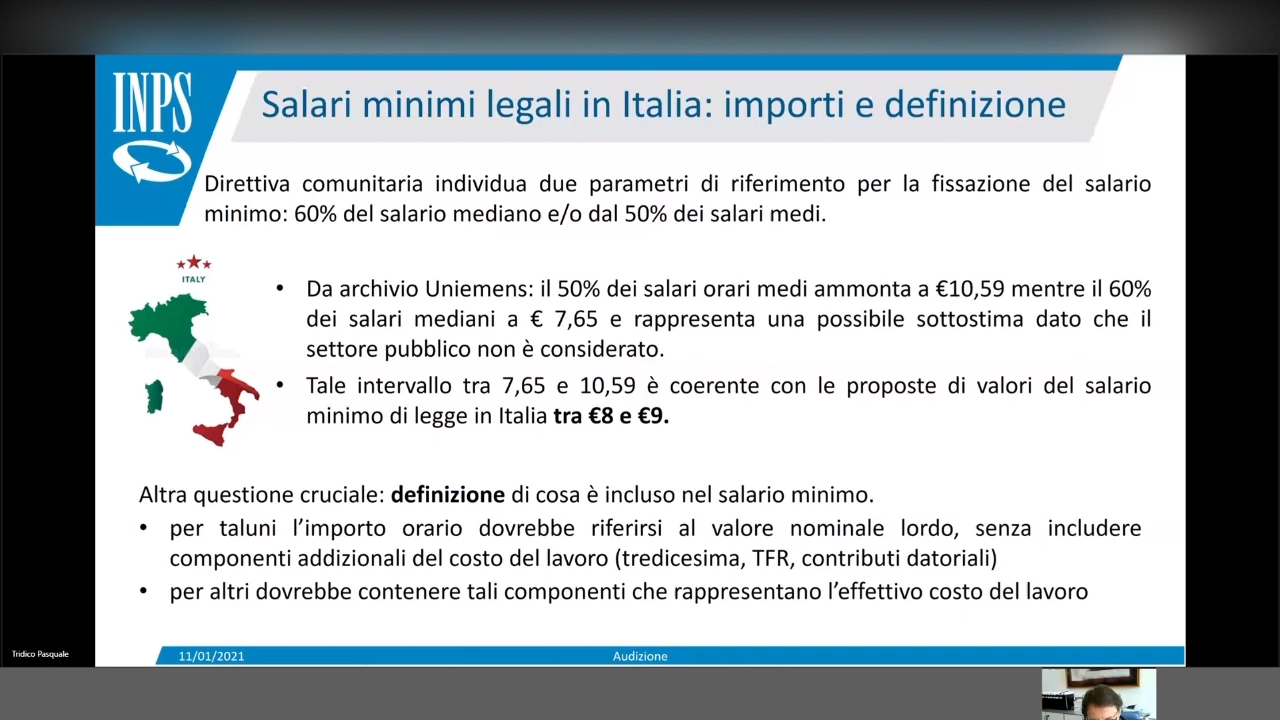 INPS
Salari minimi legali in Italia: importi e definizione
Direttiva comunitaria individua due parametri di riferimento per la fissazione del salario
minimo: 60% del salario mediano e/o dal 50% dei salari medi.
ITALY
• Da archivio Uniemens: il 50% dei salari orari medi ammonta a €10,59 mentre il 60%
dei salari mediani a € 7,65 e rappresenta una possibile sottostima dato che il
settore pubblico non è considerato.
• Tale intervallo tra 7,65 e 10,59 è coerente con le proposte di valori del salario
minimo di legge in Italia tra €8 e €9.
Altra questione cruciale: definizione di cosa è incluso nel salario minimo.
• per taluni l’importo orario dovrebbe riferirsi al valore nominale lordo, senza includere
componenti addizionali del costo del lavoro (tredicesima, TFR, contributi datoriali)
• per altri dovrebbe contenere tali componenti che rappresentano l’effettivo costo del lavoro
Tridico Pasquale
11/01/2021
Audizione